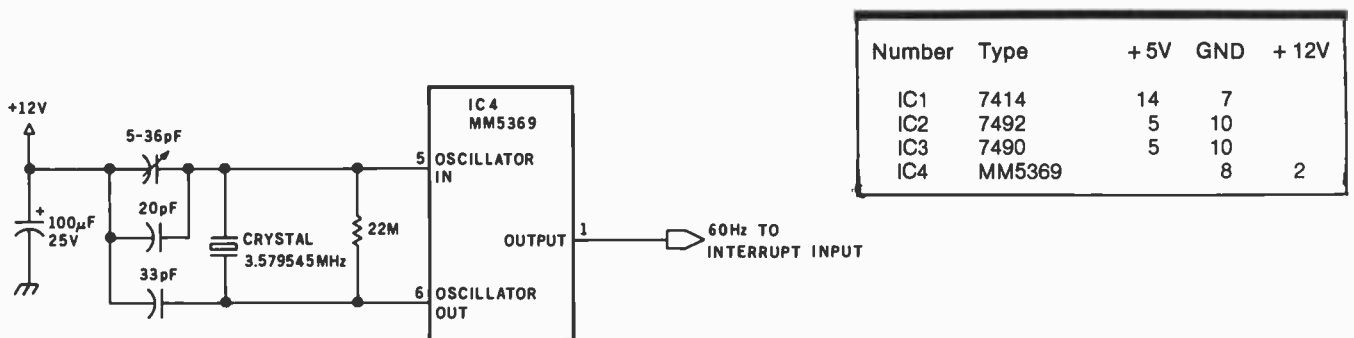 +12V
5-36pF
20pF
33pF
+
100µF
25V
CRYSTAL
3.579545MHz
22M
IC4
MM5369
5 OSCILLATOR
IN
6 OSCILLATOR
OUT
OUTPUT 1
60Hz TO
INTERRUPT INPUT
Number Type +5V GND +12V
IC1 7414 14 7
IC2 7492 5 10
IC3 7490 5 10
IC4 MM5369 8 2